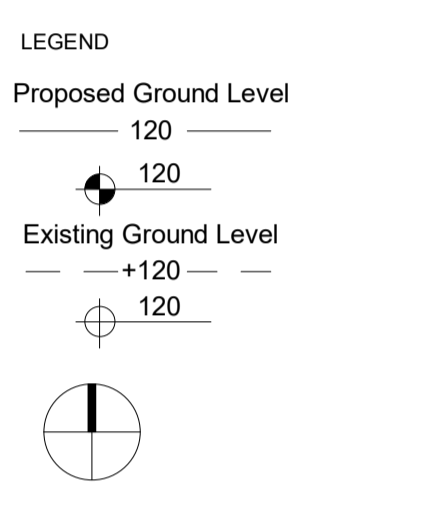 LEGEND
Proposed Ground Level
120
120
Existing Ground Level
+120
120